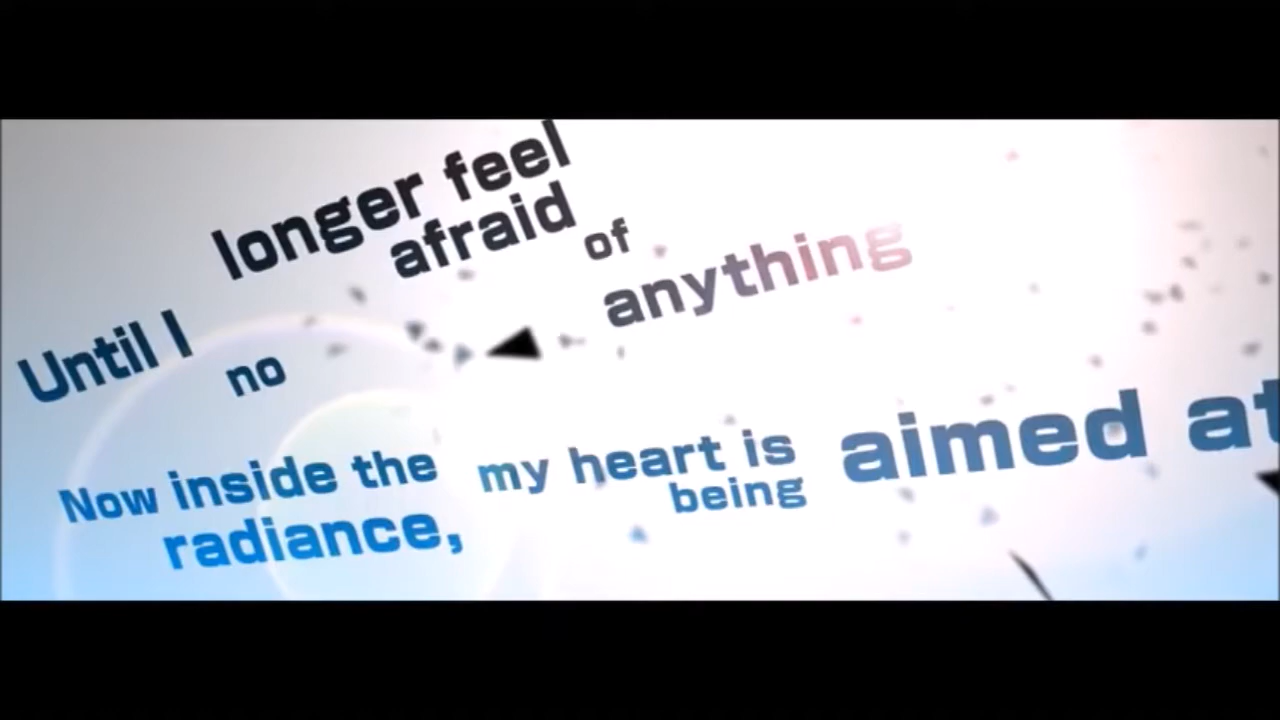 Until I no longer feel afraid of anything
Now inside the radiance, my heart is being aimed at